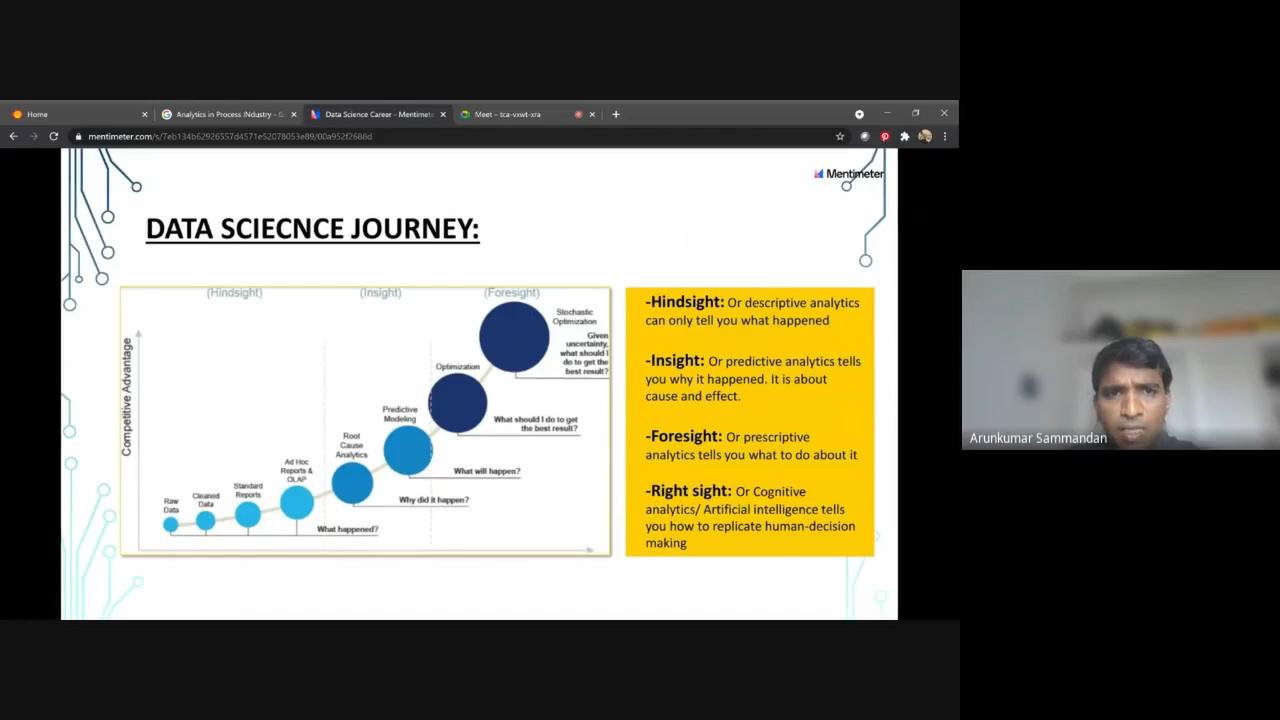 Home
Analytics in Process INdustry - G
Data Science Career - Mentimete
Meet – tca-vxwt-xra
mentimeter.com/s/7eb134b62926557d4571e52078053e89/00a952f2688d
Mentimeter
DATA SCIECNCE JOURNEY:
(Hindsight)
(Insight)
(Foresight)
Competitive Advantage
Raw
Data
Cleaned
Data
Standard
Reports
Ad Hoc
Reports &
OLAP
What happened?
Root
Cause
Analytics
Why did it happen?
Predictive
Modeling
What will happen?
Optimization
What should I do to get
the best result?
Stochastic
Optimization
Given
uncertainty,
what should I
do to get the
best result?
-Hindsight: Or descriptive analytics
can only tell you what happened
-Insight: Or predictive analytics tells
you why it happened. It is about
cause and effect.
-Foresight: Or prescriptive
analytics tells you what to do about it
-Right sight: Or Cognitive
analytics/ Artificial intelligence tells
you how to replicate human-decision
making
Arunkumar Sammandan